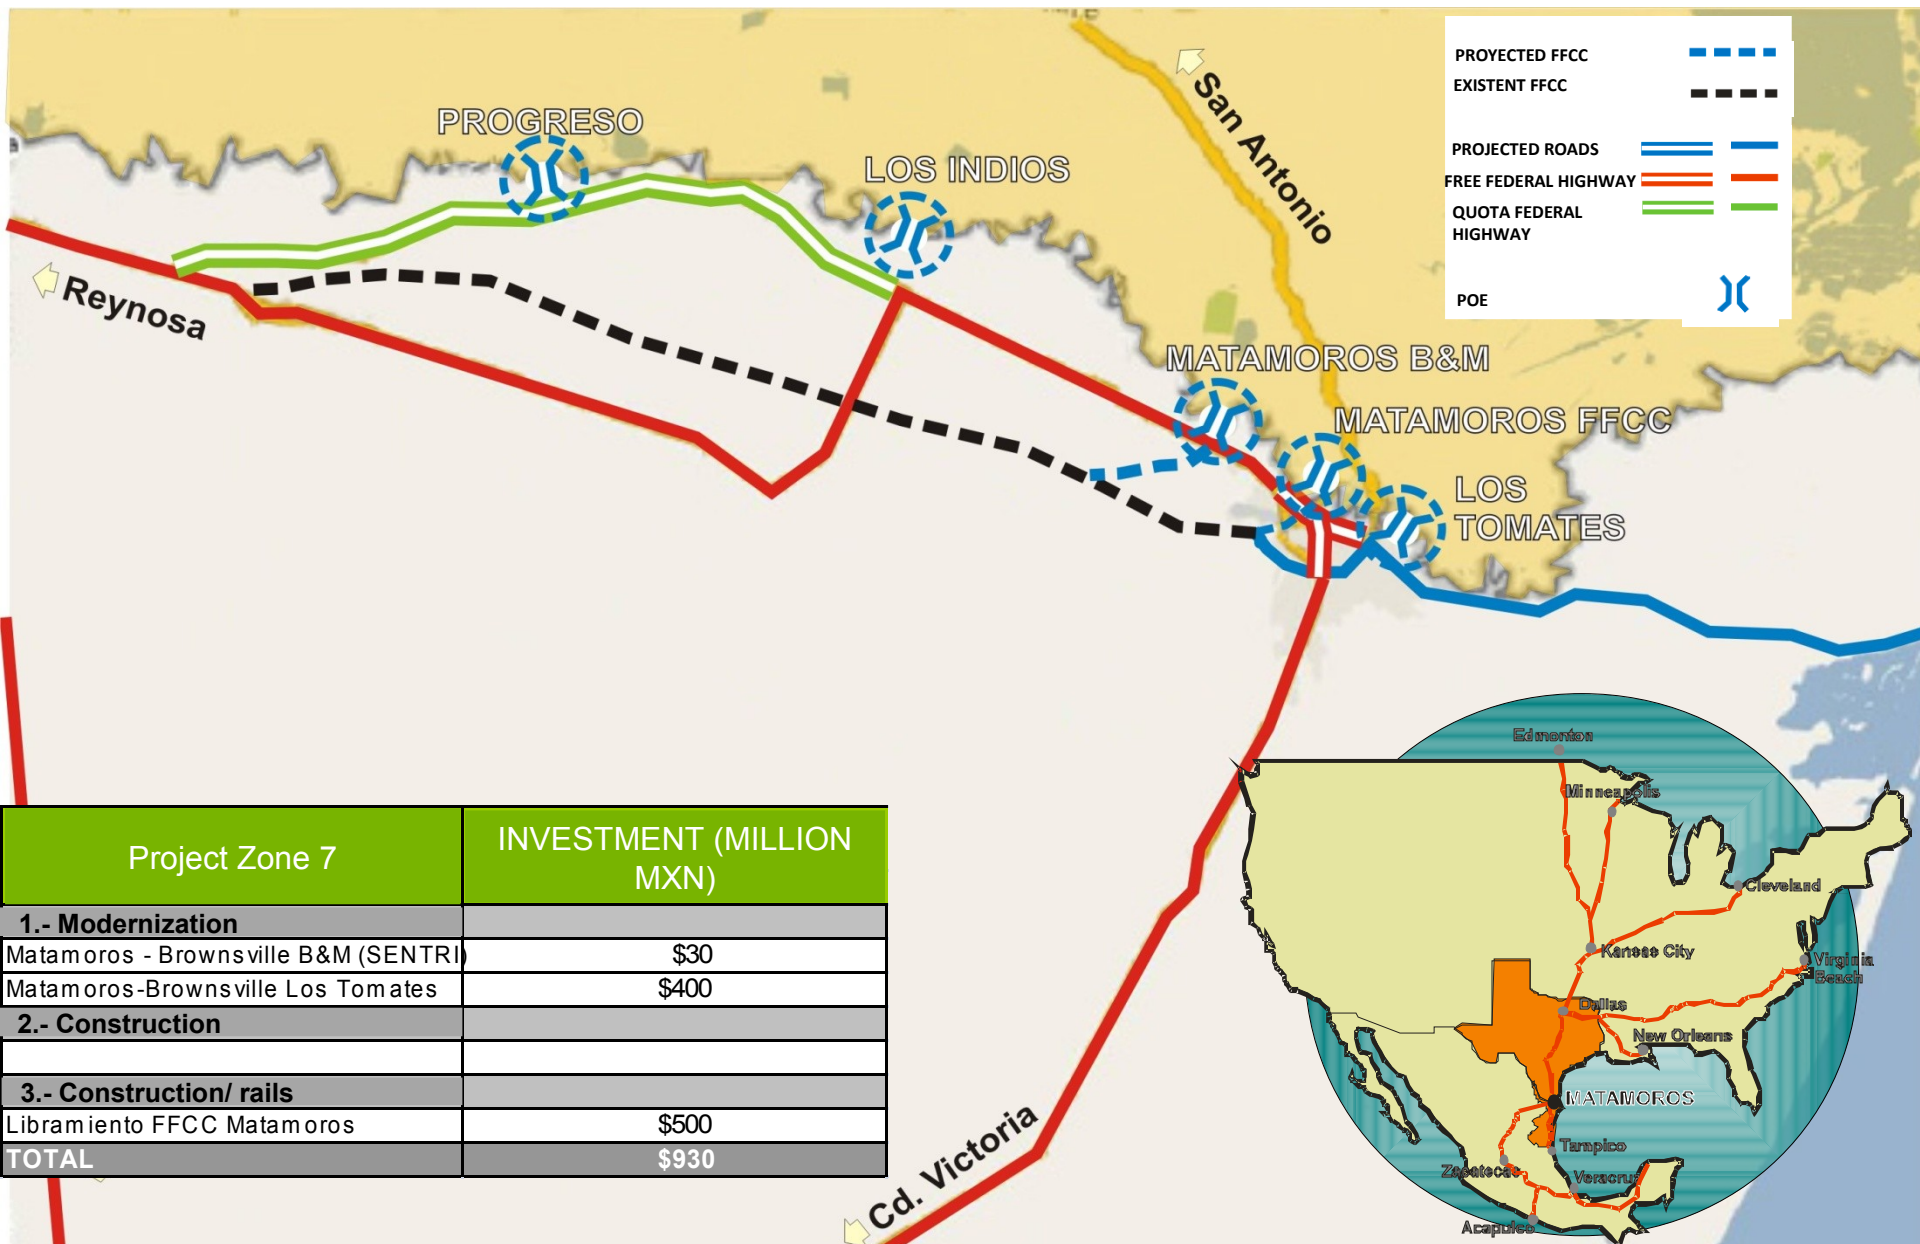 PROYECTED FFCC
EXISTENT FFCC
PROJECTED ROADS
FREE FEDERAL HIGHWAY
QUOTA FEDERAL
HIGHWAY
POE
San Antonio
PROGRESO
LOS INDIOS
Reynosa
MATAMOROS B&M
MATAMOROS FFCC
LOS
TOMATES
Cd. Victoria
Project Zone 7
INVESTMENT (MILLION
MXN)
1.- Modernization
Matamoros - Brownsville B&M (SENTRI) $30
Matamoros-Brownsville Los Tomates $400
2.- Construction
3.- Construction/ rails
Libramiento FFCC Matamoros $500
TOTAL $930
Edmonton
Minneapolis
Cleveland
Kansas City
Virginia
Beach
Dallas
New Orleans
MATAMOROS
Tampico
Zacatecas
Veracruz
Acapulco